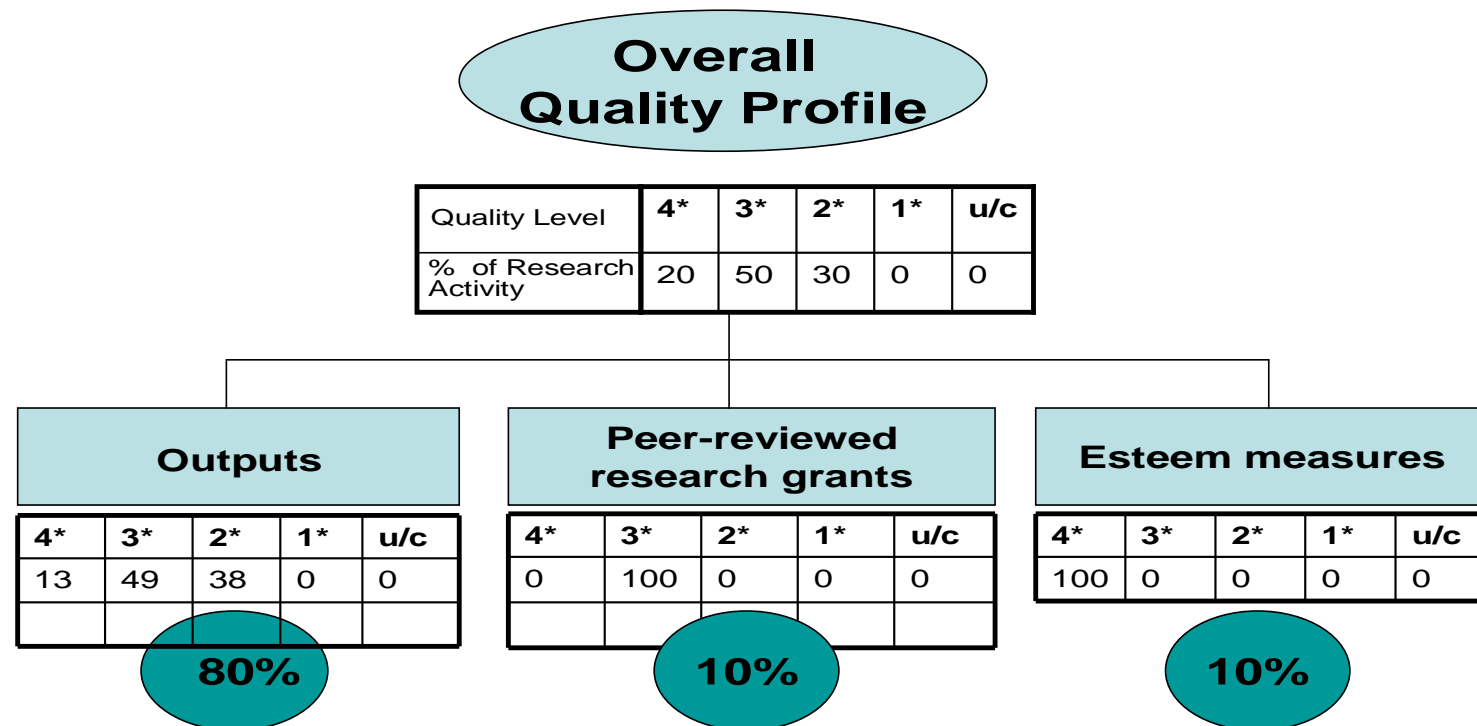 Overall
Quality Profile
Quality Level 4* 3* 2* 1* u/c
% of Research
Activity 20 50 30 0 0
Outputs
4* 3* 2* 1* u/c
13 49 38 0 0
80%
Peer-reviewed
research grants
4* 3* 2* 1* u/c
0 100 0 0 0
10%
Esteem measures
4* 3* 2* 1* u/c
100 0 0 0 0
10%